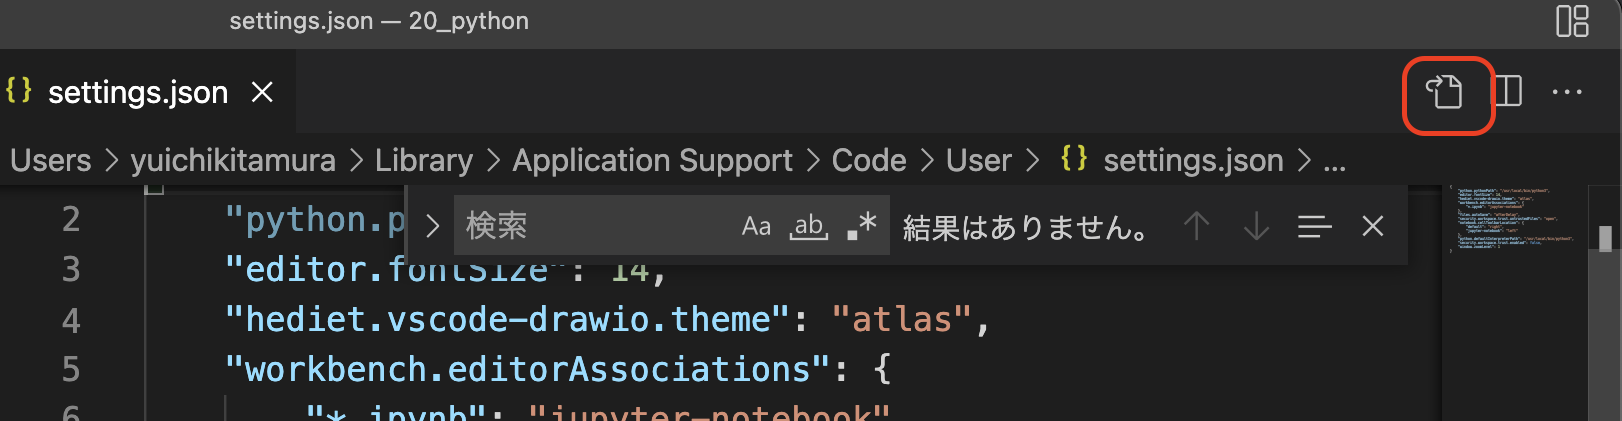 settings.json — 20_python
{} settings.json
Users > yuichikitamura > Library > Application Support > Code > User > {} settings.json > ...
検索 Aa ab .* 結果はありません。
2 "python.p
3 "editor.fontSize": 14,
4 "hediet.vscode-drawio.theme": "atlas",
5 "workbench.editorAssociations": {
6 "*.ipynb": "jupyter-notebook"